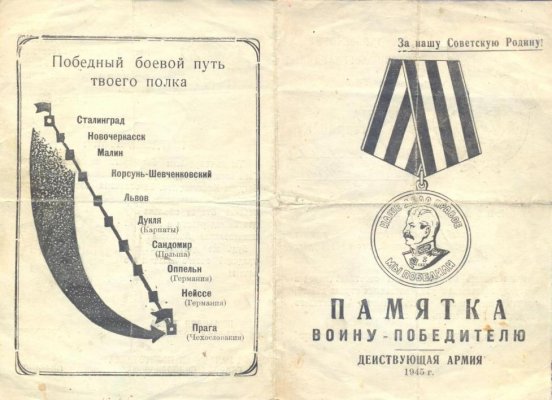 Победный боевой путь
твоего полка
Сталинград
Новочеркасск
Малин
Корсунь-Шевченковский
Львов
Дукля
(Карпаты)
Сандомир
(Польша)
Оппельн
(Германия)
Нейссе
(Германия)
Прага
(Чехословакия)
За нашу Советскую Родину!
НАШЕ ДЕЛО ПРАВОЕ
МЫ ПОБЕДИЛИ
ПАМЯТКА
ВОИНУ - ПОБЕДИТЕЛЮ
ДЕЙСТВУЮЩАЯ АРМИЯ
1945 г.